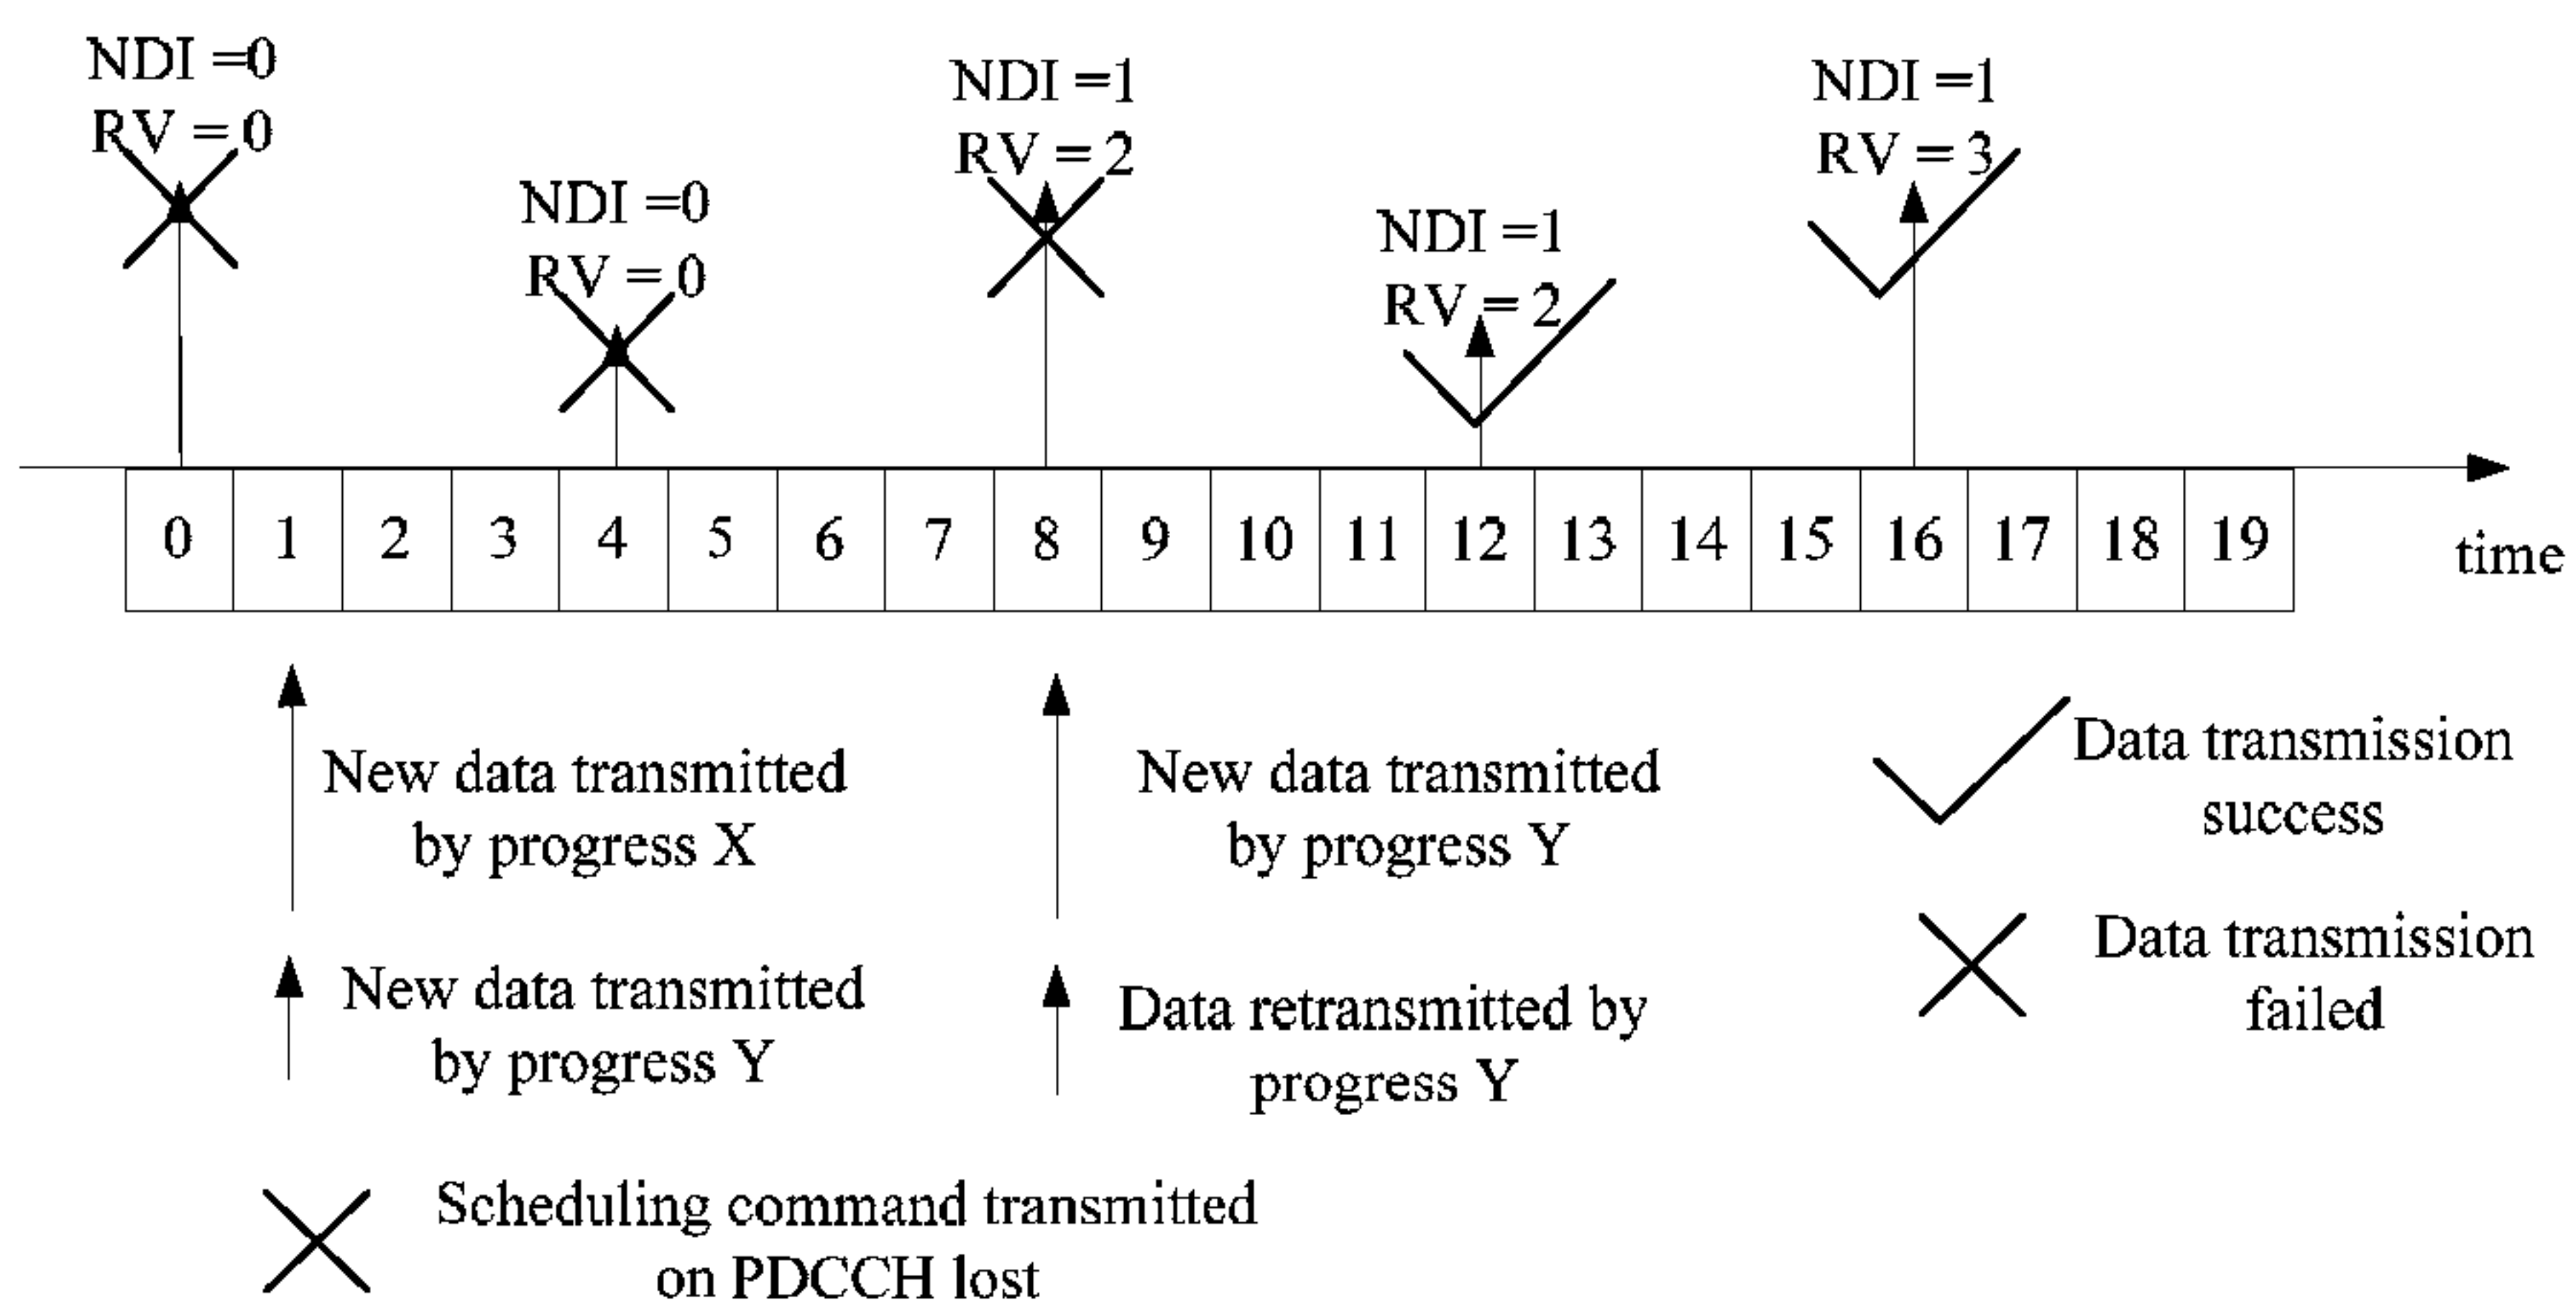 NDI =0
RV = 0
NDI =0
RV = 0
NDI =1
RV = 2
NDI =1
RV = 2
NDI =1
RV = 3
0 1 2 3 4 5 6 7 8 9 10 11 12 13 14 15 16 17 18 19
time
New data transmitted
by progress X
New data transmitted
by progress Y
New data transmitted
by progress Y
Data retransmitted by
progress Y
Data transmission
success
Data transmission
failed
Scheduling command transmitted
on PDCCH lost